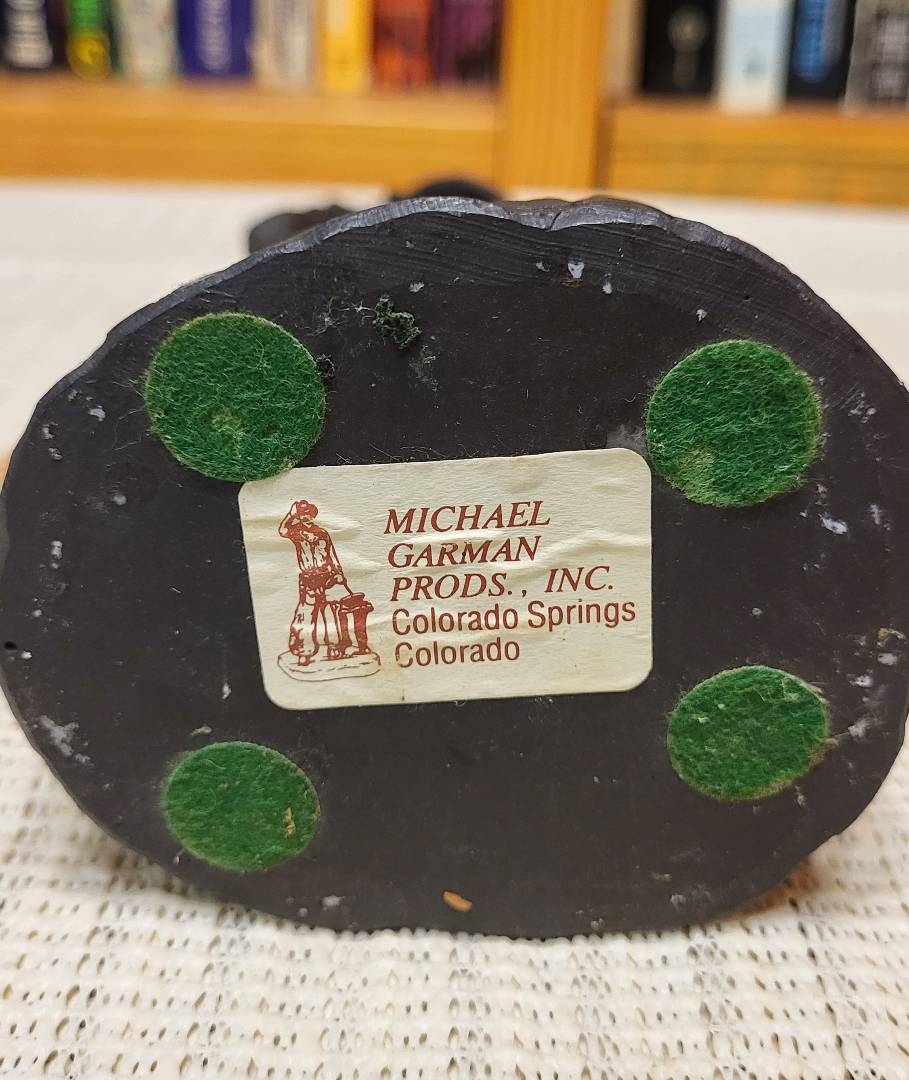 MICHAEL
GARMAN
PRODS., INC.
Colorado Springs
Colorado